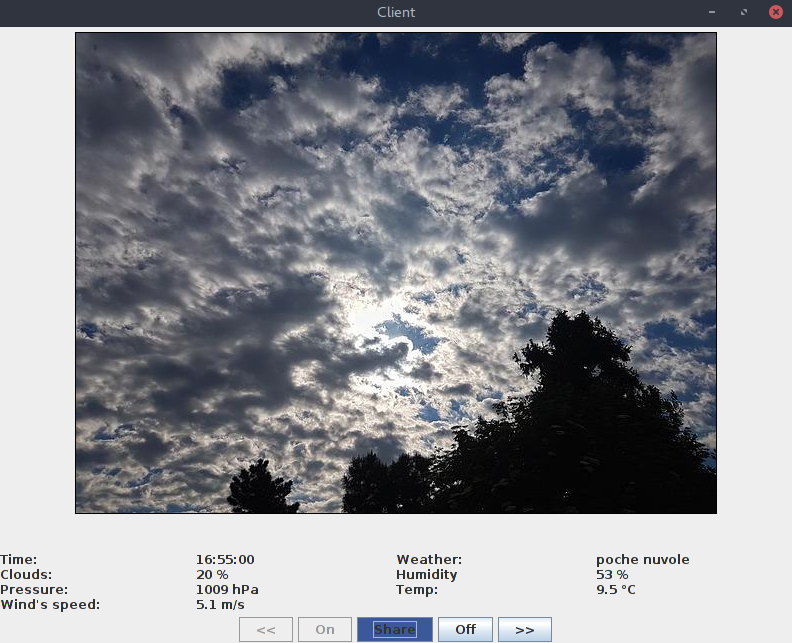 Client
Time: 16:55:00 Weather: poche nuvole
Clouds: 20 % Humidity 53 %
Pressure: 1009 hPa Temp: 9.5 °C
Wind's speed: 5.1 m/s
<< On Share Off >>